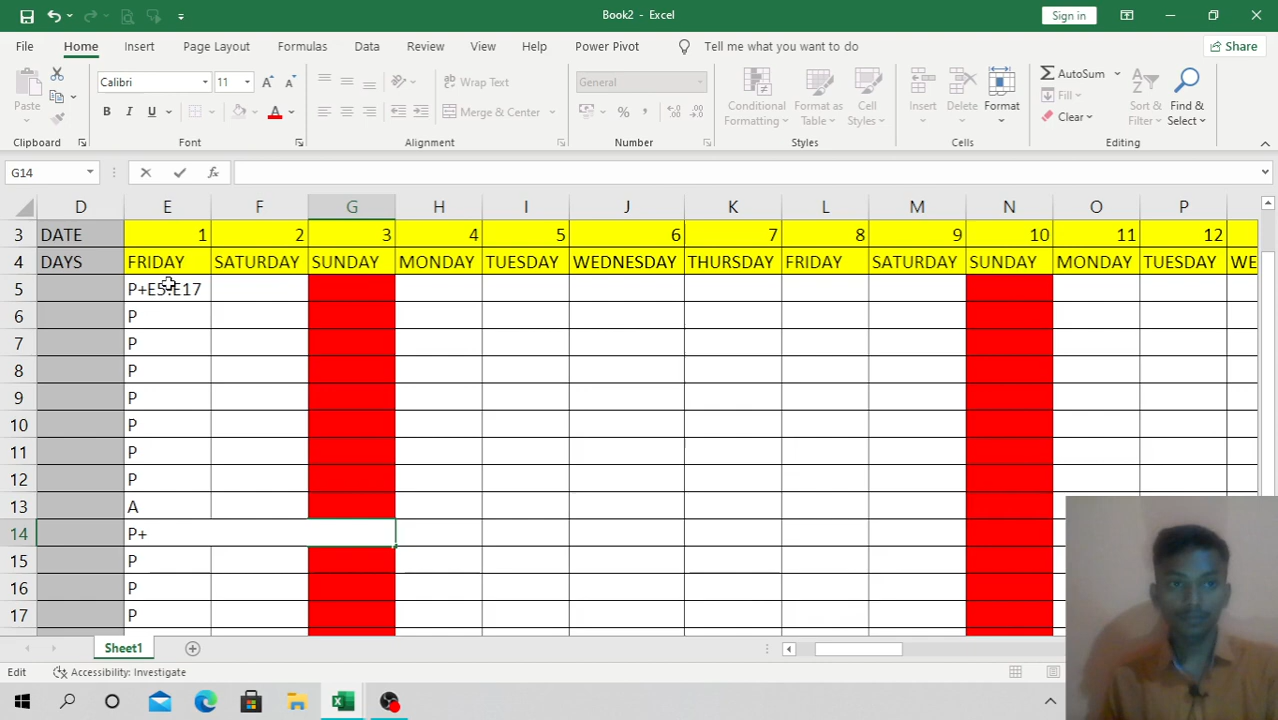 Book2 - Excel
Sign in
File Home Insert Page Layout Formulas Data Review View Help Power Pivot Tell me what you want to do Share
Paste
Calibri 11
B I U A
Wrap Text
Merge & Center
General
Conditional Formatting
Format as Table
Cell Styles
Insert Delete Format
AutoSum
Fill
Clear
Sort & Filter
Find & Select
Clipboard Font Alignment Number Styles Cells Editing
G14 fx
D E F G H I J K L M N O P
3 DATE 1 2 3 4 5 6 7 8 9 10 11 12
4 DAYS FRIDAY SATURDAY SUNDAY MONDAY TUESDAY WEDNESDAY THURSDAY FRIDAY SATURDAY SUNDAY MONDAY TUESDAY WE
5 P+E5:E17
6 P
7 P
8 P
9 P
10 P
11 P
12 P
13 A
14 P+
15 P
16 P
17 P
Sheet1
Edit Accessibility: Investigate